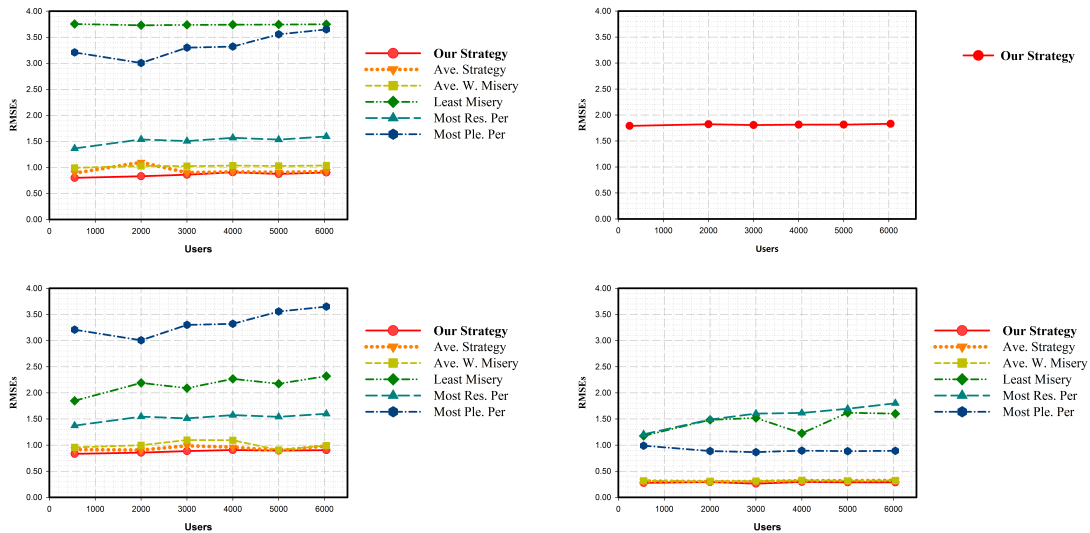 4.00
3.50
3.00
2.50
2.00
1.50
1.00
0.50
0.00
RMSEs
0 1000 2000 3000 4000 5000 6000
Users
Our Strategy
Ave. Strategy
Ave. W. Misery
Least Misery
Most Res. Per
Most Ple. Per
4.00
3.50
3.00
2.50
2.00
1.50
1.00
0.50
0.00
RMSEs
0 1000 2000 3000 4000 5000 6000
Users
Our Strategy
4.00
3.50
3.00
2.50
2.00
1.50
1.00
0.50
0.00
RMSEs
0 1000 2000 3000 4000 5000 6000
Users
Our Strategy
Ave. Strategy
Ave. W. Misery
Least Misery
Most Res. Per
Most Ple. Per
4.00
3.50
3.00
2.50
2.00
1.50
1.00
0.50
0.00
RMSEs
0 1000 2000 3000 4000 5000 6000
Users
Our Strategy
Ave. Strategy
Ave. W. Misery
Least Misery
Most Res. Per
Most Ple. Per